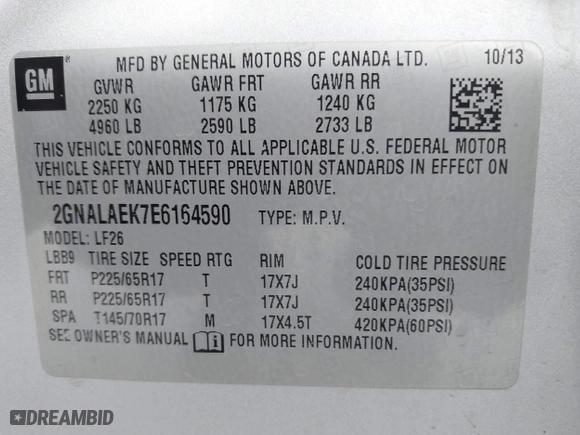 GM
MFD BY GENERAL MOTORS OF CANADA LTD. 10/13
GVWR GAWR FRT GAWR RR
2250 KG 1175 KG 1240 KG
4960 LB 2590 LB 2733 LB
THIS VEHICLE CONFORMS TO ALL APPLICABLE U.S. FEDERAL MOTOR
VEHICLE SAFETY AND THEFT PREVENTION STANDARDS IN EFFECT ON
THE DATE OF MANUFACTURE SHOWN ABOVE.
2GNALAEK7E6164590 TYPE: M.P.V.
MODEL: LF26
LBB9 TIRE SIZE SPEED RTG RIM COLD TIRE PRESSURE
FRT P225/65R17 T 17X7J 240KPA(35PSI)
RR P225/65R17 T 17X7J 240KPA(35PSI)
SPA T145/70R17 M 17X4.5T 420KPA(60PSI)
SEE OWNER'S MANUAL FOR MORE INFORMATION.
DREAMBID